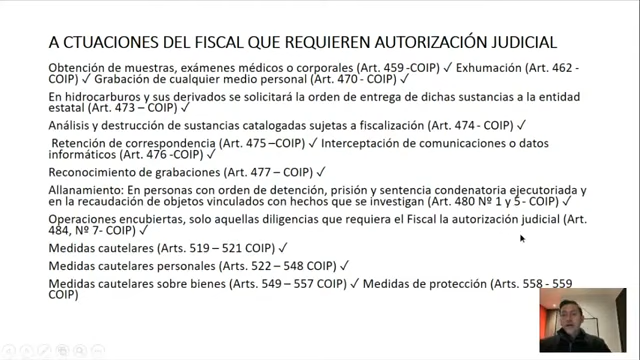 A CTUACIONES DEL FISCAL QUE REQUIEREN AUTORIZACIÓN JUDICIAL
Obtención de muestras, exámenes médicos o corporales (Art. 459 -COIP) ✓ Exhumación (Art. 462 -
COIP) ✓ Grabación de cualquier medio personal (Art. 470 - COIP) ✓
En hidrocarburos y sus derivados se solicitará la orden de entrega de dichas sustancias a la entidad
estatal (Art. 473 – COIP) ✓
Análisis y destrucción de sustancias catalogadas sujetas a fiscalización (Art. 474 - COIP) ✓
Retención de correspondencia (Art. 475 –COIP) ✓ Interceptación de comunicaciones o datos
informáticos (Art. 476 -COIP) ✓
Reconocimiento de grabaciones (Art. 477 – COIP) ✓
Allanamiento: En personas con orden de detención, prisión y sentencia condenatoria ejecutoriada y
en la recaudación de objetos vinculados con hechos que se investigan (Art. 480 Nº 1 y 5 - COIP) ✓
Operaciones encubiertas, solo aquellas diligencias que requiera el Fiscal la autorización judicial (Art.
484, Nº 7- COIP) ✓
Medidas cautelares (Arts. 519 – 521 COIP) ✓
Medidas cautelares personales (Arts. 522 – 548 COIP) ✓
Medidas cautelares sobre bienes (Arts. 549 – 557 COIP) ✓ Medidas de protección (Arts. 558 - 559
COIP)